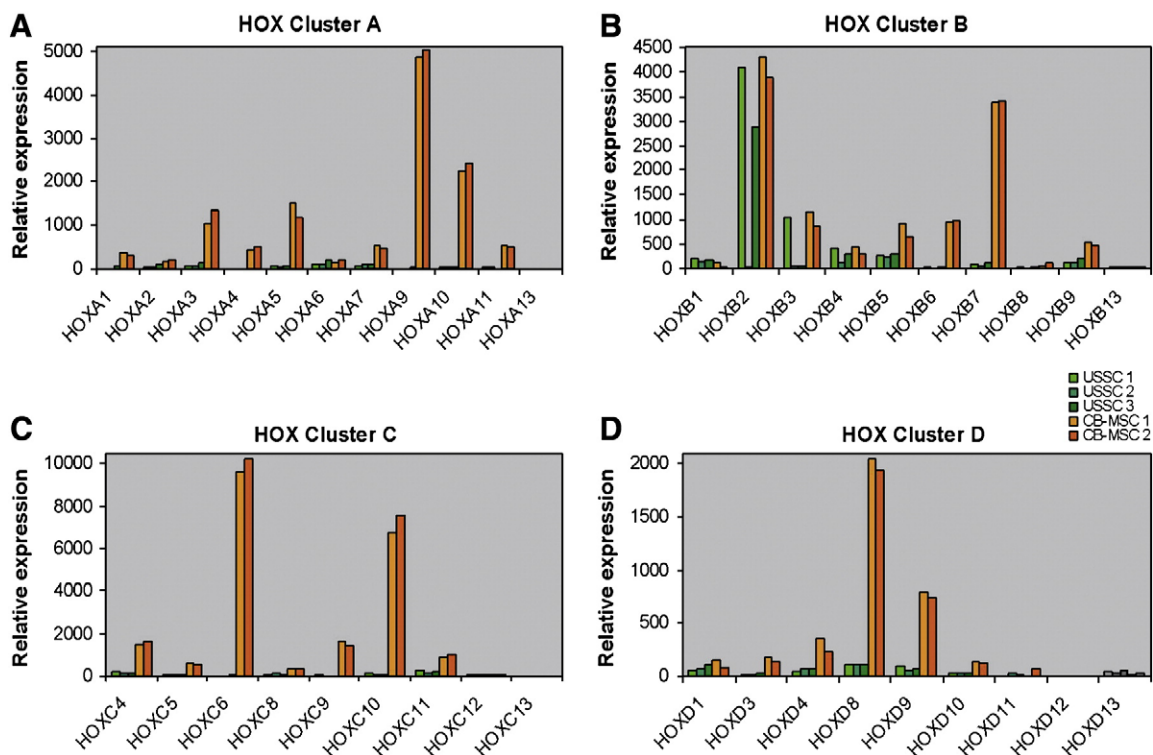 A
HOX Cluster A
Relative expression
5000
4000
3000
2000
1000
0
HOXA1
HOXA2
HOXA3
HOXA4
HOXA5
HOXA6
HOXA7
HOXA9
HOXA10
HOXA11
HOXA13
B
HOX Cluster B
Relative expression
4500
4000
3500
3000
2500
2000
1500
1000
500
0
HOXB1
HOXB2
HOXB3
HOXB4
HOXB5
HOXB6
HOXB7
HOXB8
HOXB9
HOXB13
USSC 1
USSC 2
USSC 3
CB-MSC 1
CB-MSC 2
C
HOX Cluster C
Relative expression
10000
8000
6000
4000
2000
0
HOXC4
HOXC5
HOXC6
HOXC8
HOXC9
HOXC10
HOXC11
HOXC12
HOXC13
D
HOX Cluster D
Relative expression
2000
1500
1000
500
0
HOXD1
HOXD3
HOXD4
HOXD8
HOXD9
HOXD10
HOXD11
HOXD12
HOXD13